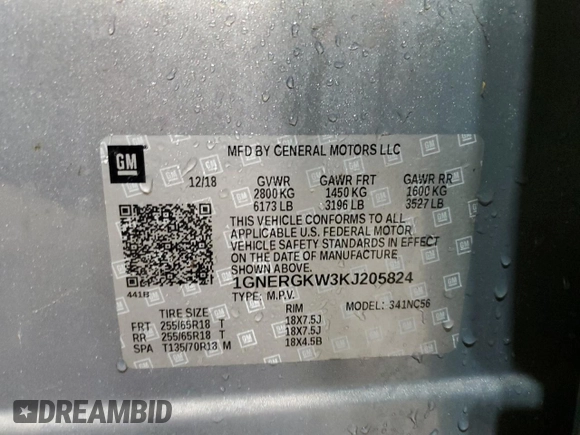 GM
MFD BY GENERAL MOTORS LLC
12/18 GVWR GAWR FRT GAWR RR
2800 KG 1450 KG 1600 KG
6173 LB 3196 LB 3527 LB
THIS VEHICLE CONFORMS TO ALL
APPLICABLE U.S. FEDERAL MOTOR
VEHICLE SAFETY STANDARDS IN EFFECT
ON THE DATE OF MANUFACTURE
SHOWN ABOVE.
1GNERGKW3KJ205824
441B
TYPE: M.P.V.
MODEL: 341NC56
TIRE SIZE RIM
FRT 255/65R18 T 18X7.5J
RR 255/65R18 T 18X7.5J
SPA T135/70R18 M 18X4.5B
DREAMBID